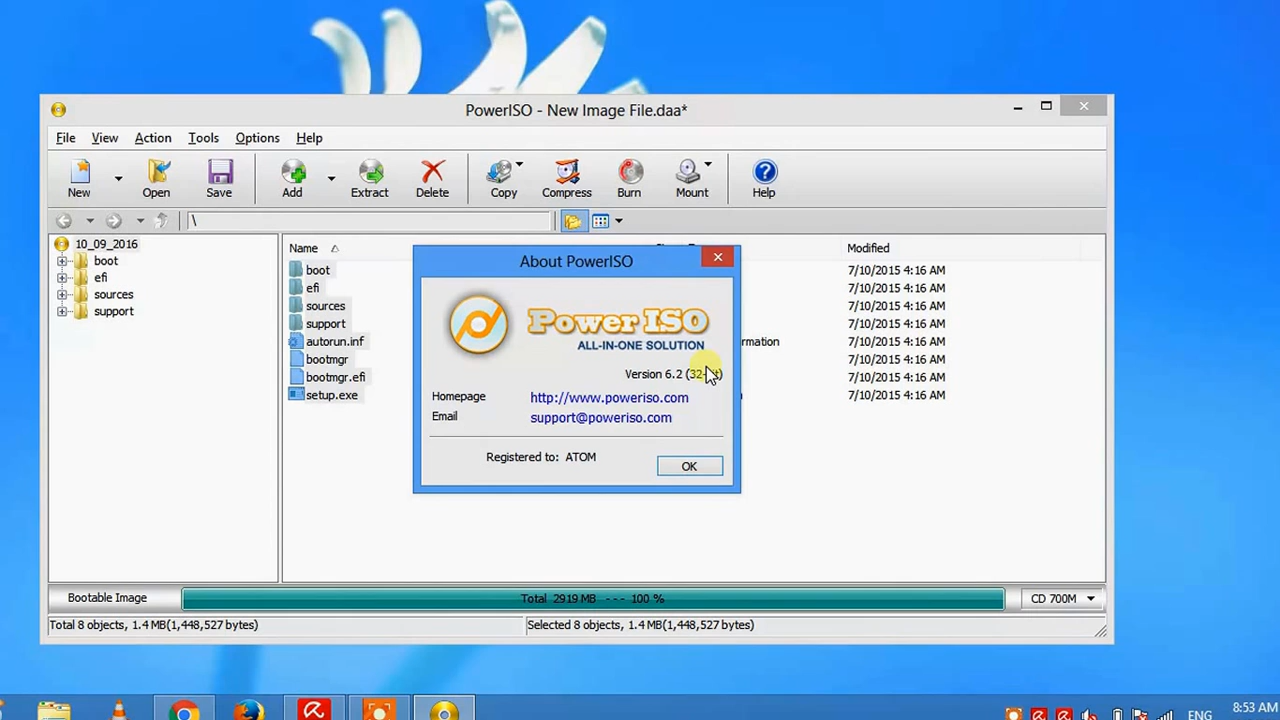 PowerISO - New Image File.daa*
File View Action Tools Options Help
New Open Save Add Extract Delete Copy Compress Burn Mount Help
\
10_09_2016
boot
efi
sources
support
Name Modified
boot 7/10/2015 4:16 AM
efi 7/10/2015 4:16 AM
sources 7/10/2015 4:16 AM
support 7/10/2015 4:16 AM
autorun.inf 7/10/2015 4:16 AM
bootmgr 7/10/2015 4:16 AM
bootmgr.efi 7/10/2015 4:16 AM
setup.exe 7/10/2015 4:16 AM
About PowerISO
Power ISO
ALL-IN-ONE SOLUTION
Version 6.2
Homepage http://www.poweriso.com
Email support@poweriso.com
Registered to: ATOM
OK
Bootable Image Total 2919 MB --- 100 % CD 700M
Total 8 objects, 1.4 MB(1,448,527 bytes) Selected 8 objects, 1.4 MB(1,448,527 bytes)
ENG 8:53 AM